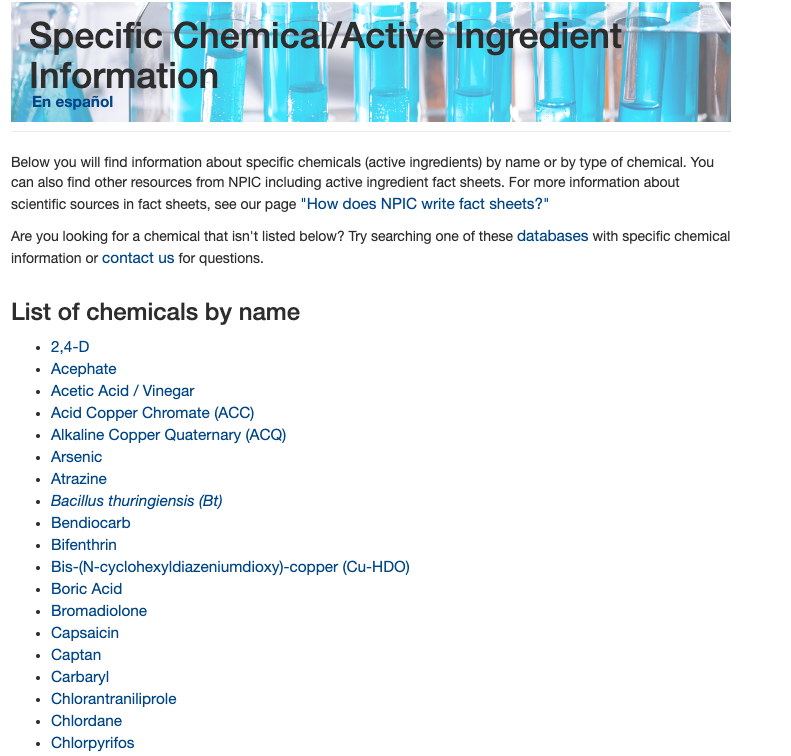 Specific Chemical/Active Ingredient
Information
En español
Below you will find information about specific chemicals (active ingredients) by name or by type of chemical. You
can also find other resources from NPIC including active ingredient fact sheets. For more information about
scientific sources in fact sheets, see our page "How does NPIC write fact sheets?"
Are you looking for a chemical that isn't listed below? Try searching one of these databases with specific chemical
information or contact us for questions.
List of chemicals by name
2,4-D
Acephate
Acetic Acid / Vinegar
Acid Copper Chromate (ACC)
Alkaline Copper Quaternary (ACQ)
Arsenic
Atrazine
Bacillus thuringiensis (Bt)
Bendiocarb
Bifenthrin
Bis-(N-cyclohexyldiazeniumdioxy)-copper (Cu-HDO)
Boric Acid
Bromadiolone
Capsaicin
Captan
Carbaryl
Chlorantraniliprole
Chlordane
Chlorpyrifos